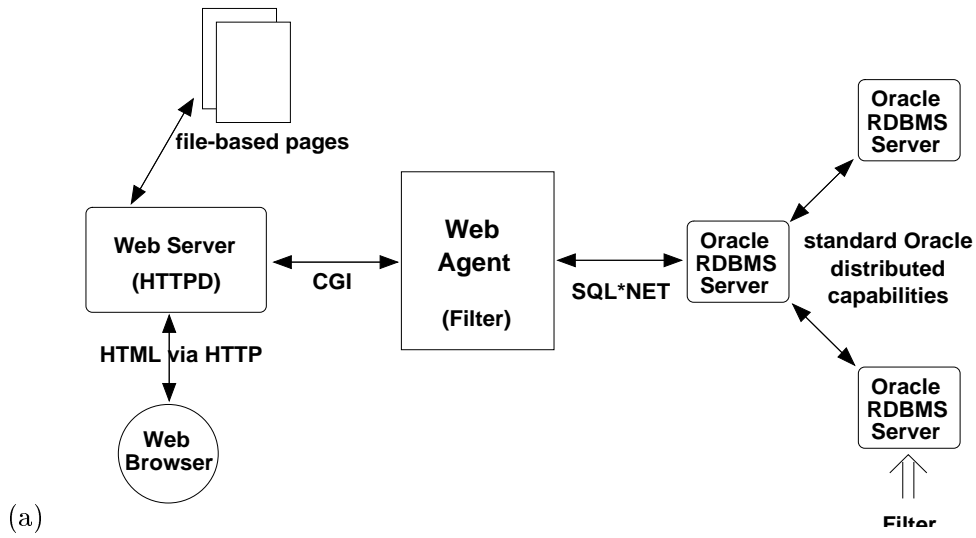 file-based pages
Web Server
(HTTPD)
CGI
HTML via HTTP
Web
Browser
Web
Agent
(Filter)
SQL*NET
Oracle
RDBMS
Server
Oracle
RDBMS
Server
standard Oracle
distributed
capabilities
Oracle
RDBMS
Server
Filter
(a)